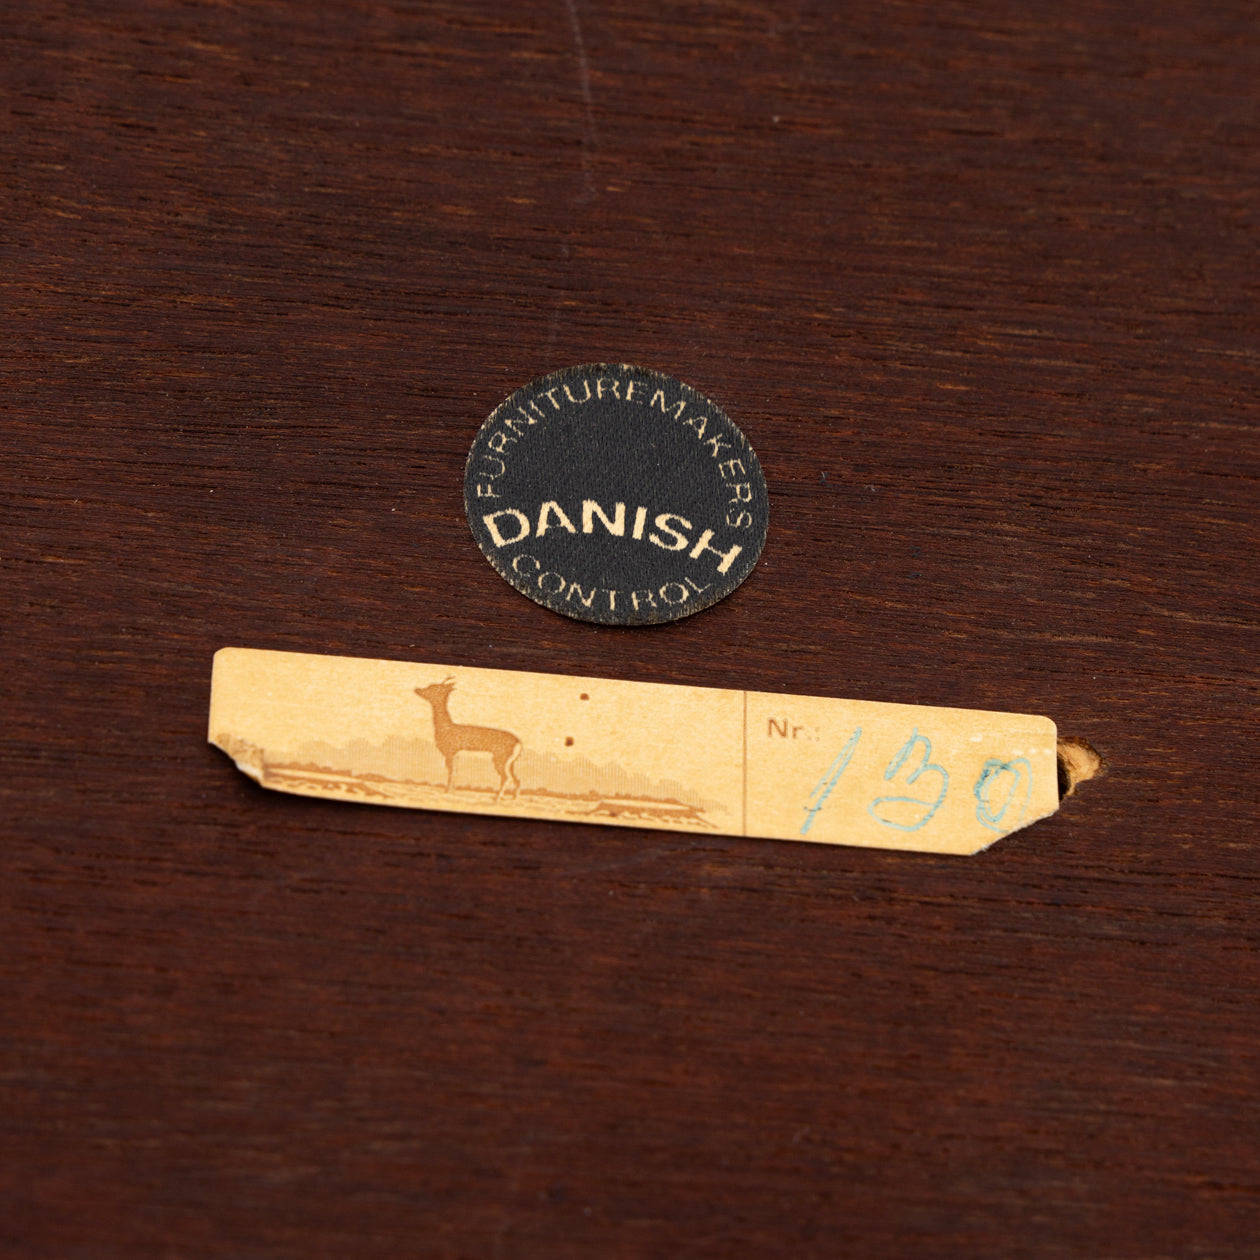 FURNITUREMAKERS
DANISH
CONTROL
Nr.: 130